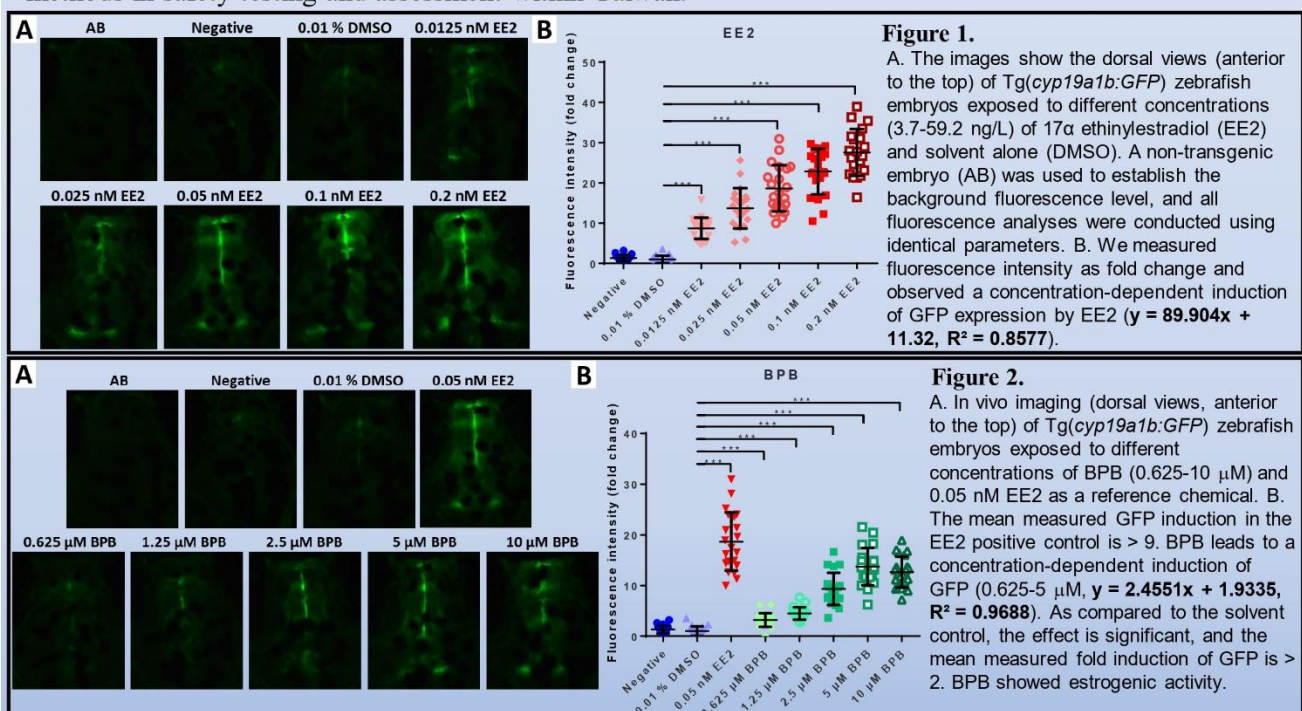 methods in safety testing and assessment within Taiwan.
A
AB
Negative
0.01 % DMSO
0.0125 nM EE2
0.025 nM EE2
0.05 nM EE2
0.1 nM EE2
0.2 nM EE2
B
EE2
Fluorescence intensity (fold change)
50
40
30
20
10
0
***
***
***
***
***
Negative
0.01 % DMSO
0.0125 nM EE2
0.025 nM EE2
0.05 nM EE2
0.1 nM EE2
0.2 nM EE2
Figure 1.
A. The images show the dorsal views (anterior
to the top) of Tg(cyp19a1b:GFP) zebrafish
embryos exposed to different concentrations
(3.7-59.2 ng/L) of 17α ethinylestradiol (EE2)
and solvent alone (DMSO). A non-transgenic
embryo (AB) was used to establish the
background fluorescence level, and all
fluorescence analyses were conducted using
identical parameters. B. We measured
fluorescence intensity as fold change and
observed a concentration-dependent induction
of GFP expression by EE2 (y = 89.904x +
11.32, R² = 0.8577).
A
AB
Negative
0.01 % DMSO
0.05 nM EE2
0.625 µM BPB
1.25 µM BPB
2.5 µM BPB
5 µM BPB
10 µM BPB
B
BPB
Fluorescence intensity (fold change)
40
30
20
10
0
***
***
***
***
***
***
Negative
0.01 % DMSO
0.05 nM EE2
0.625 µM BPB
1.25 µM BPB
2.5 µM BPB
5 µM BPB
10 µM BPB
Figure 2.
A. In vivo imaging (dorsal views, anterior
to the top) of Tg(cyp19a1b:GFP) zebrafish
embryos exposed to different
concentrations of BPB (0.625-10 µM) and
0.05 nM EE2 as a reference chemical. B.
The mean measured GFP induction in the
EE2 positive control is > 9. BPB leads to a
concentration-dependent induction of
GFP (0.625-5 µM, y = 2.4551x + 1.9335,
R² = 0.9688). As compared to the solvent
control, the effect is significant, and the
mean measured fold induction of GFP is >
2. BPB showed estrogenic activity.